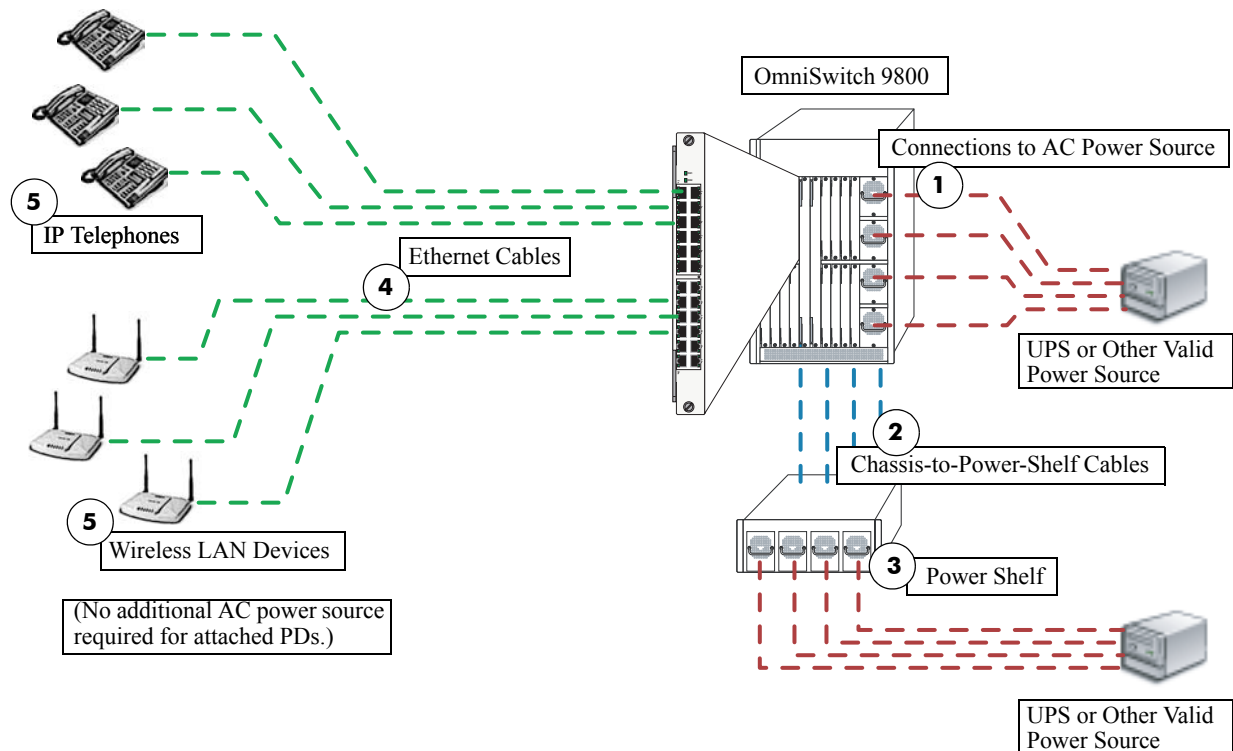 OmniSwitch 9800
Connections to AC Power Source
1
5
IP Telephones
Ethernet Cables
4
UPS or Other Valid
Power Source
2
Chassis-to-Power-Shelf Cables
5
Wireless LAN Devices
3
Power Shelf
(No additional AC power source
required for attached PDs.)
UPS or Other Valid
Power Source